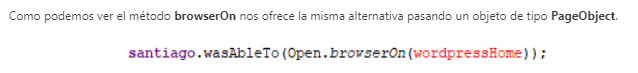 Como podemos ver el método browserOn nos ofrece la misma alternativa pasando un objeto de tipo PageObject.
santiago.wasAbleTo(Open.browserOn(wordpressHome));